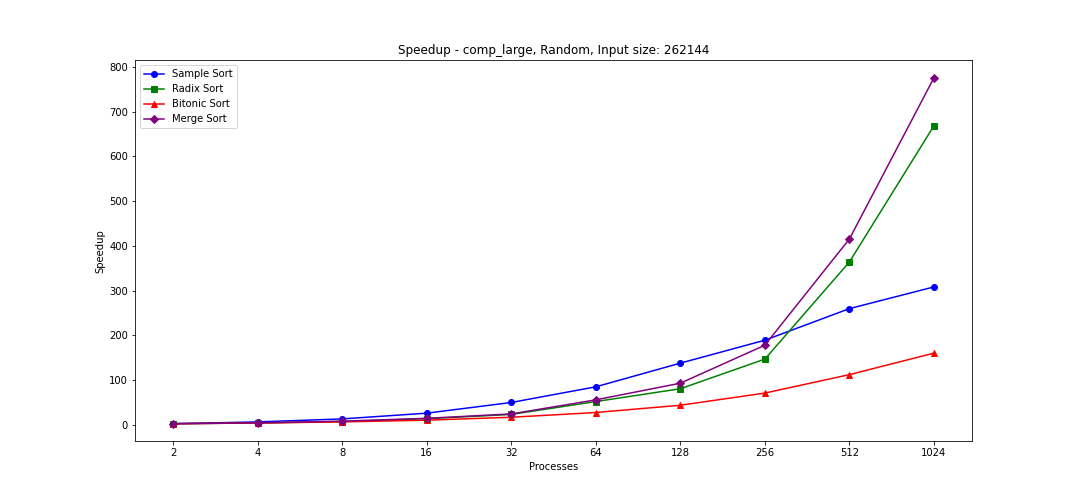 Speedup - comp_large, Random, Input size: 262144
Sample Sort
Radix Sort
Bitonic Sort
Merge Sort
Speedup
800
700
600
500
400
300
200
100
0
2 4 8 16 32 64 128 256 512 1024
Processes